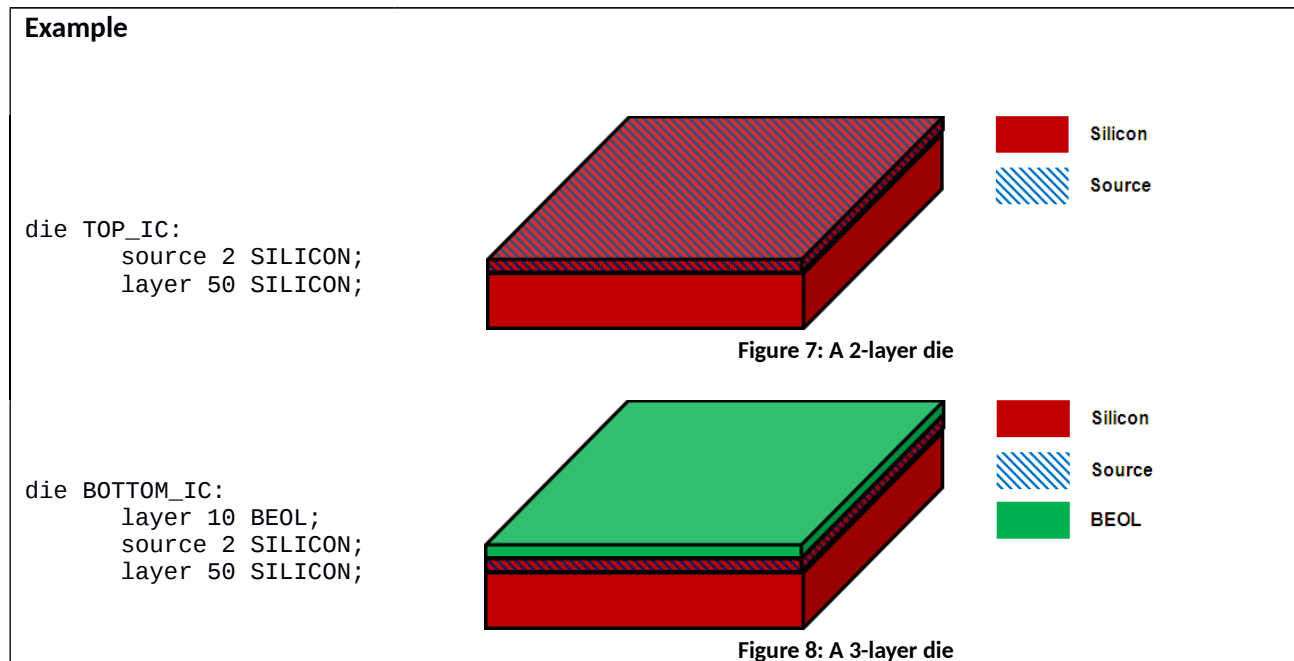 Example
Silicon
Source
die TOP_IC:
source 2 SILICON;
layer 50 SILICON;
Figure 7: A 2-layer die
Silicon
Source
BEOL
die BOTTOM_IC:
layer 10 BEOL;
source 2 SILICON;
layer 50 SILICON;
Figure 8: A 3-layer die